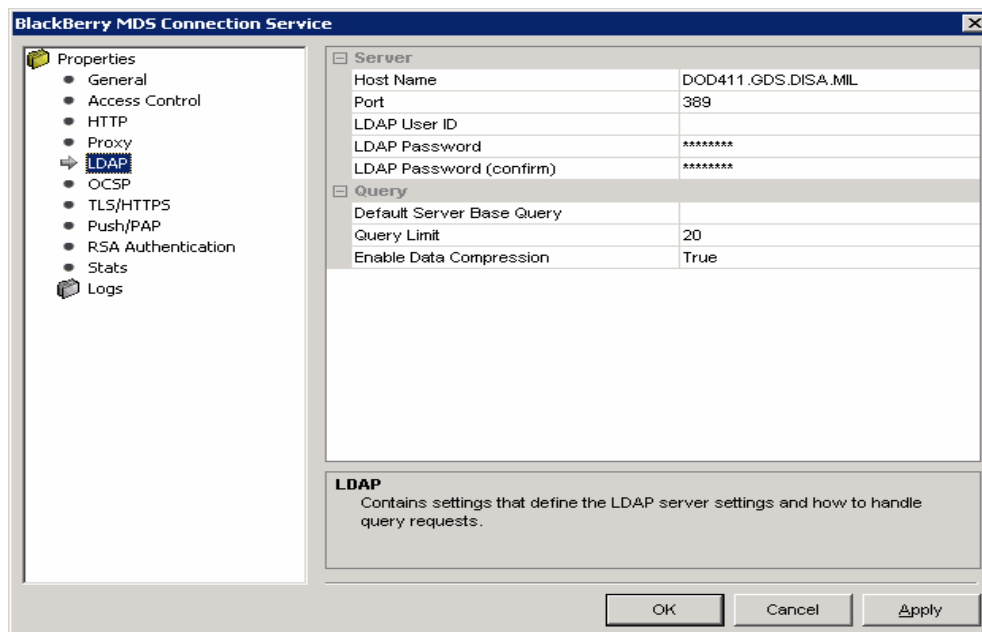 BlackBerry MDS Connection Service
Properties
General
Access Control
HTTP
Proxy
LDAP
OCSP
TLS/HTTPS
Push/PAP
RSA Authentication
Stats
Logs
Server
Host Name DOD411.GDS.DISA.MIL
Port 389
LDAP User ID
LDAP Password ********
LDAP Password (confirm) ********
Query
Default Server Base Query
Query Limit 20
Enable Data Compression True
LDAP
Contains settings that define the LDAP server settings and how to handle
query requests.
OK Cancel Apply